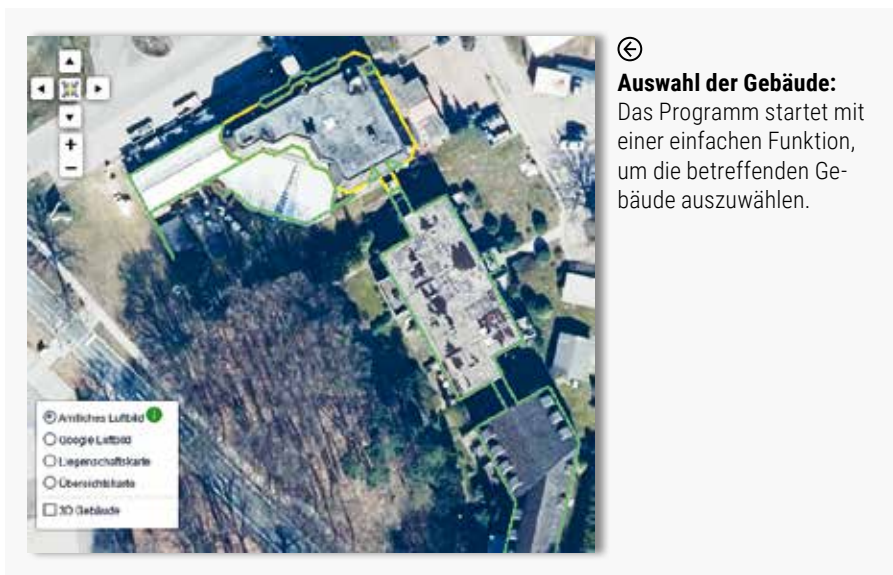 Auswahl der Gebäude:
Das Programm startet mit
einer einfachen Funktion,
um die betreffenden Ge-
bäude auszuwählen.
+
−
Amtliches Luftbild i
Google Luftbild
Liegenschaftskarte
Übersichtskarte
3D Gebäude